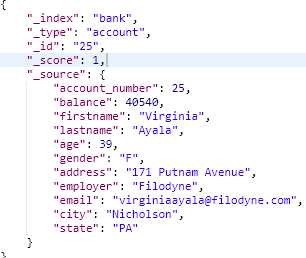 {
"_index": "bank",
"_type": "account",
"_id": "25",
"_score": 1,
"_source": {
"account_number": 25,
"balance": 40540,
"firstname": "Virginia",
"lastname": "Ayala",
"age": 39,
"gender": "F",
"address": "171 Putnam Avenue",
"employer": "Filodyne",
"email": "virginiaayala@filodyne.com",
"city": "Nicholson",
"state": "PA"
}
}